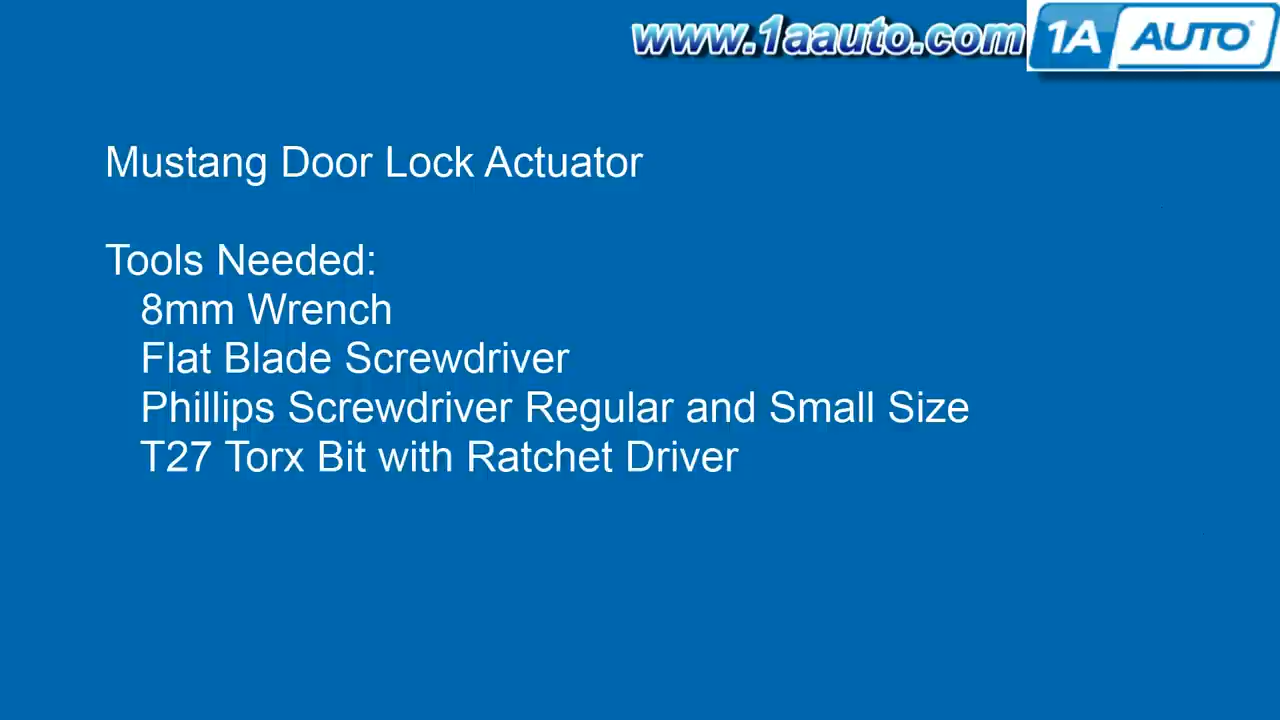 www.1aauto.com 1A AUTO®
Mustang Door Lock Actuator
Tools Needed:
8mm Wrench
Flat Blade Screwdriver
Phillips Screwdriver Regular and Small Size
T27 Torx Bit with Ratchet Driver